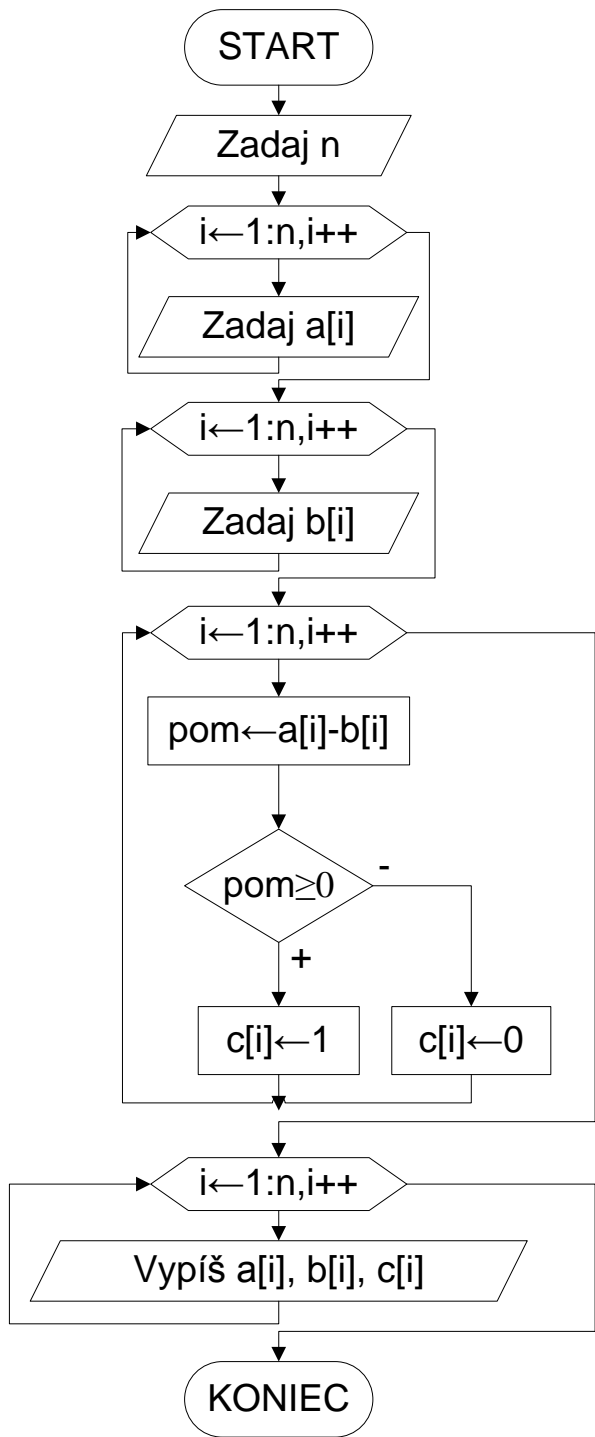 START
Zadaj n
i←1:n,i++
Zadaj a[i]
i←1:n,i++
Zadaj b[i]
i←1:n,i++
pom←a[i]-b[i]
pom≥0
-
+
c[i]←1
c[i]←0
i←1:n,i++
Vypíš a[i], b[i], c[i]
KONIEC